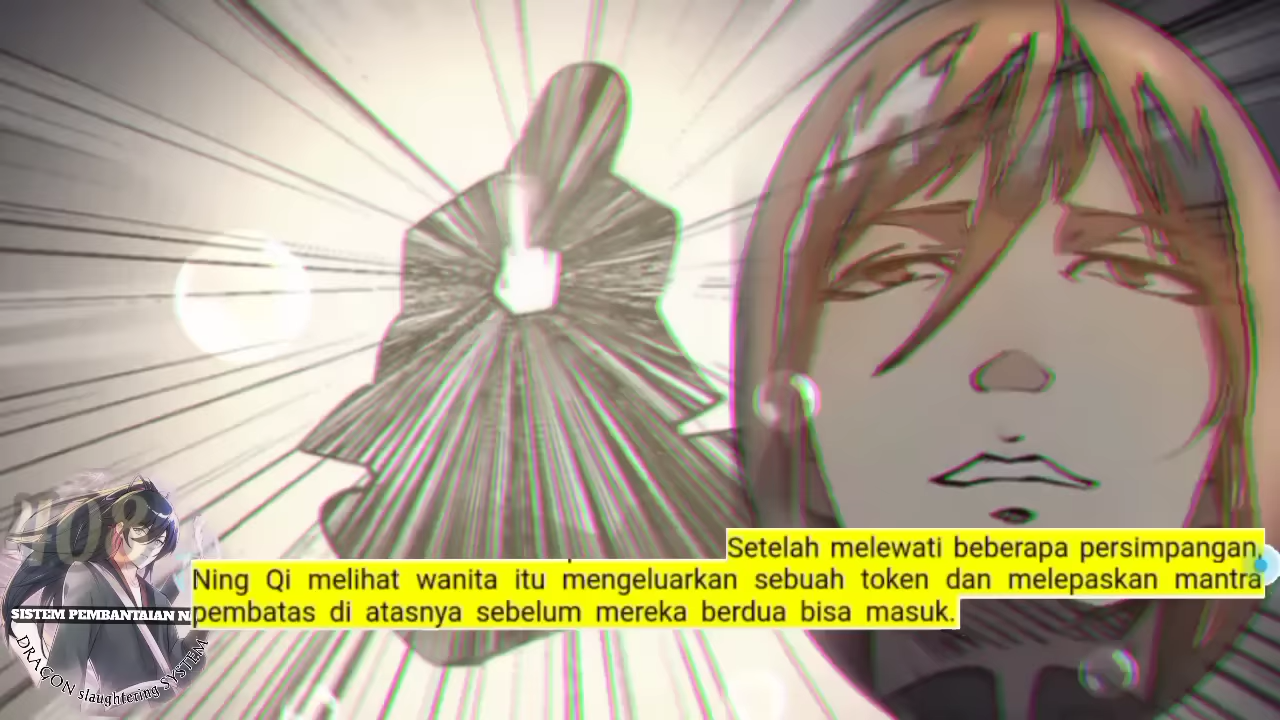 Setelah melewati beberapa persimpangan,
Ning Qi melihat wanita itu mengeluarkan sebuah token dan melepaskan mantra
pembatas di atasnya sebelum mereka berdua bisa masuk.
408
SISTEM PEMBANTAIAN N
DRAGON slaughtering SYSTEM